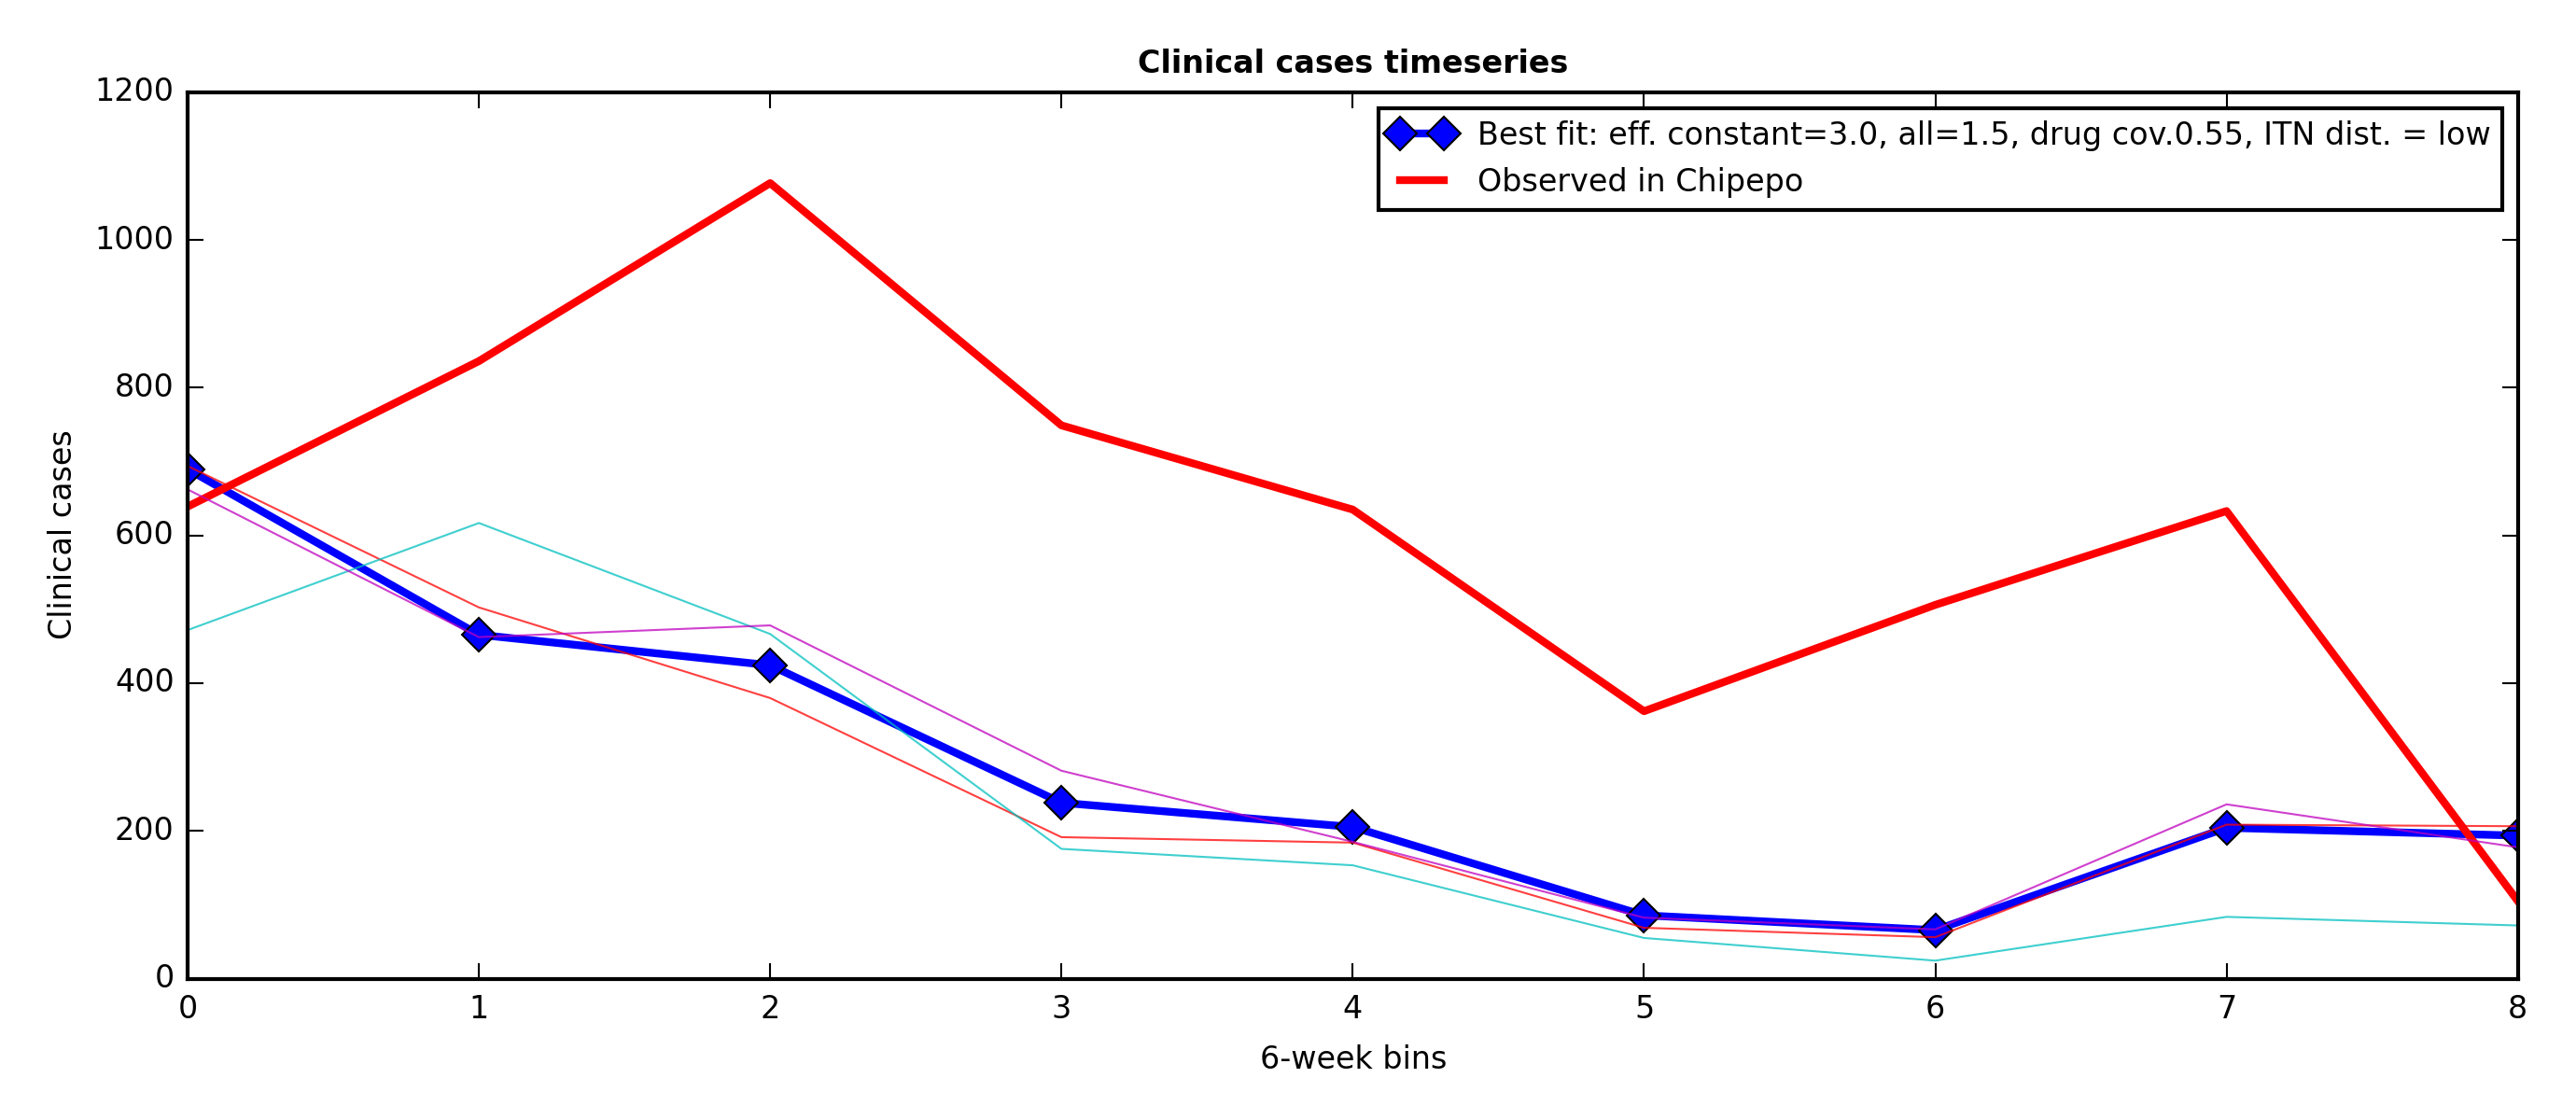 Clinical cases timeseries
1200
1000
800
600
400
200
0
Clinical cases
Best fit: eff. constant=3.0, all=1.5, drug cov.0.55, ITN dist. = low
Observed in Chipepo
0 1 2 3 4 5 6 7 8
6-week bins